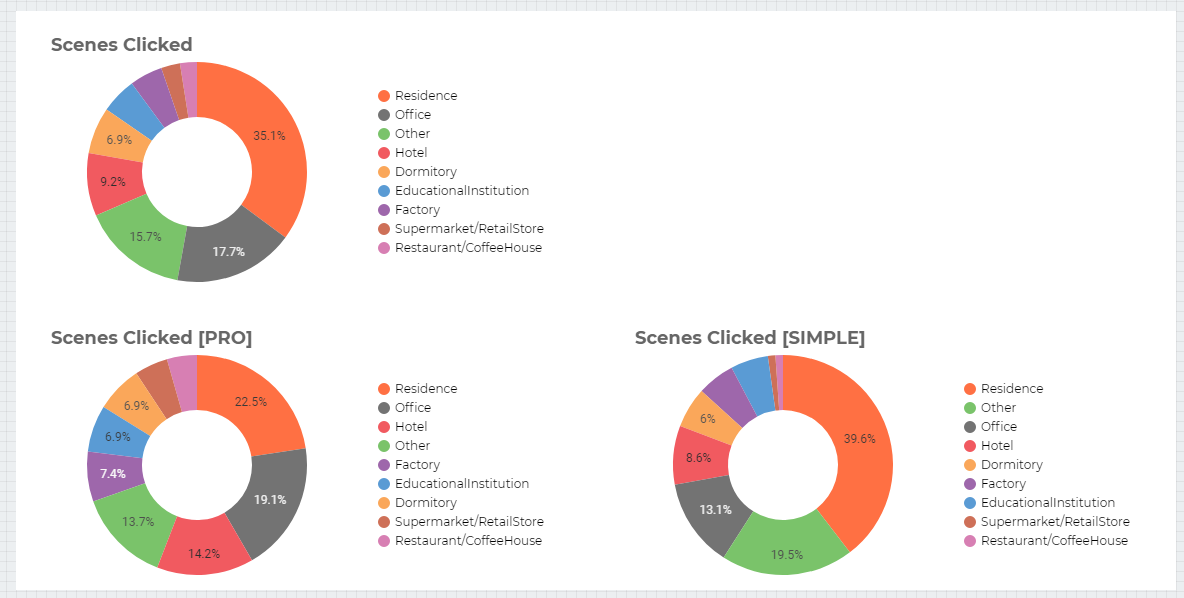 Scenes Clicked
35.1%
17.7%
15.7%
9.2%
6.9%
Residence
Office
Other
Hotel
Dormitory
EducationalInstitution
Factory
Supermarket/RetailStore
Restaurant/CoffeeHouse
Scenes Clicked [PRO]
22.5%
19.1%
14.2%
13.7%
7.4%
6.9%
6.9%
Residence
Office
Hotel
Other
Factory
EducationalInstitution
Dormitory
Supermarket/RetailStore
Restaurant/CoffeeHouse
Scenes Clicked [SIMPLE]
39.6%
19.5%
13.1%
8.6%
6%
Residence
Other
Office
Hotel
Dormitory
Factory
EducationalInstitution
Supermarket/RetailStore
Restaurant/CoffeeHouse